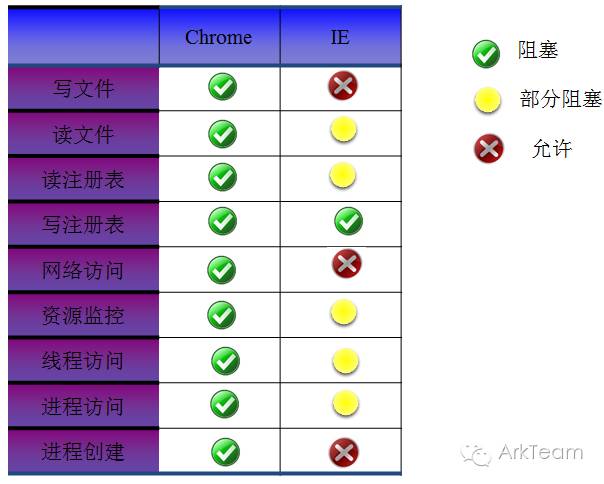 Chrome IE
写文件
读文件
读注册表
写注册表
网络访问
资源监控
线程访问
进程访问
进程创建
阻塞
部分阻塞
允许
ArkTeam